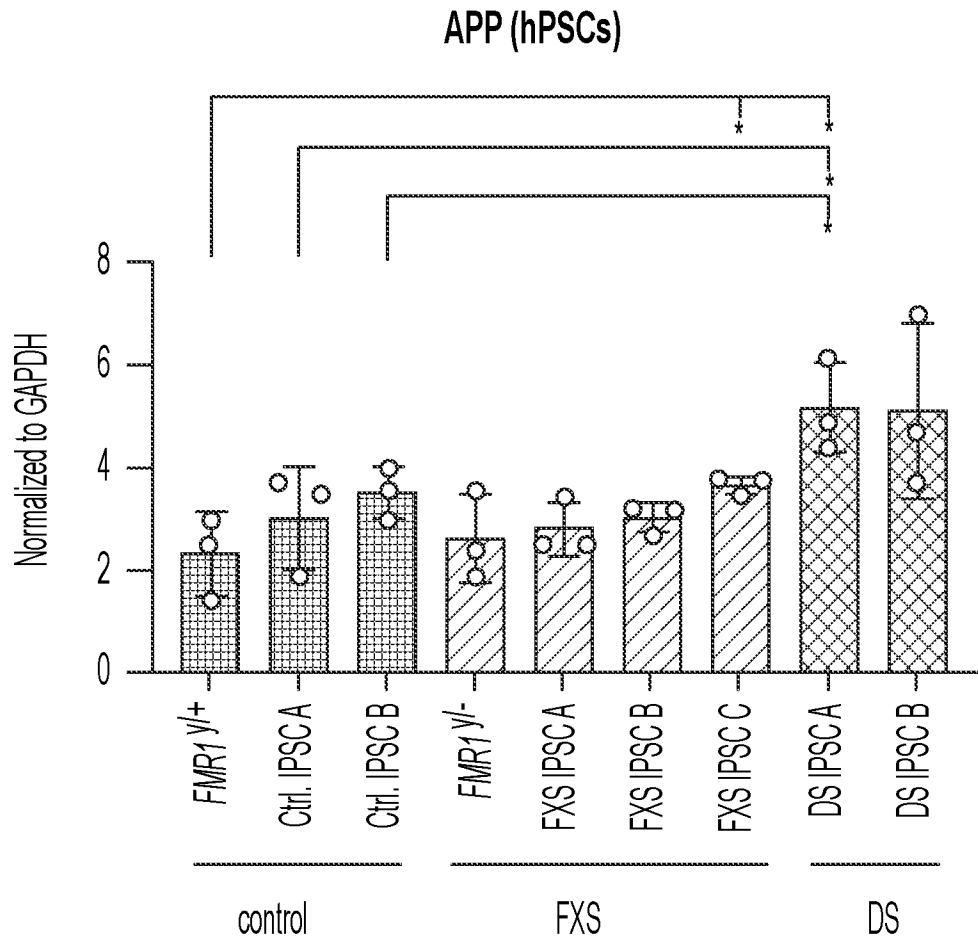 APP (hPSCs)
*
*
*
*
Normalized to GAPDH
8
6
4
2
0
FMR1 y/+
Ctrl. IPSC A
Ctrl. IPSC B
FMR1 y/-
FXS IPSC A
FXS IPSC B
FXS IPSC C
DS IPSC A
DS IPSC B
control
FXS
DS